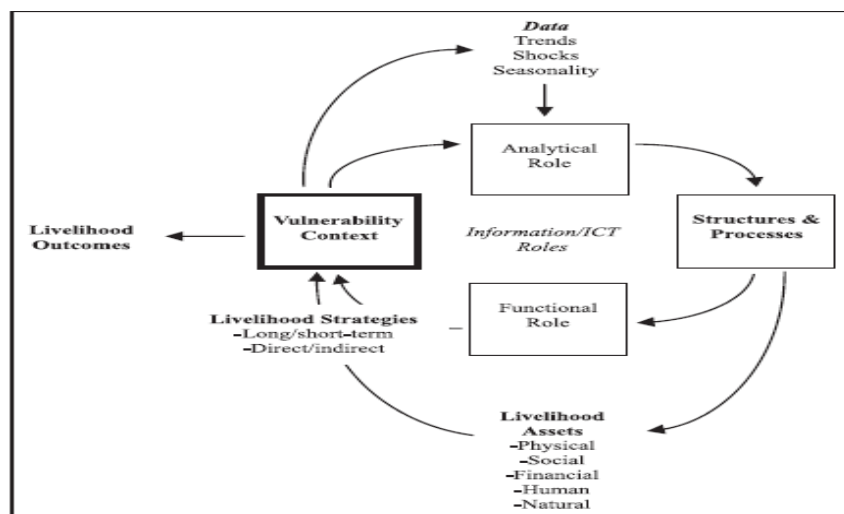 Data
Trends
Shocks
Seasonality
Analytical
Role
Livelihood
Outcomes
Vulnerability
Context
Information/ICT
Roles
Structures &
Processes
Livelihood Strategies
-Long/short-term
-Direct/indirect
Functional
Role
Livelihood
Assets
-Physical
-Social
-Financial
-Human
-Natural